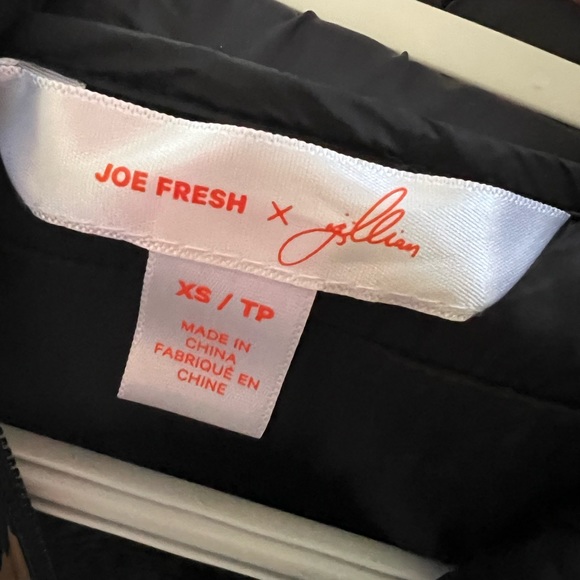 JOE FRESH × jillian
XS / TP
MADE IN
CHINA
FABRIQUÉ EN
CHINE